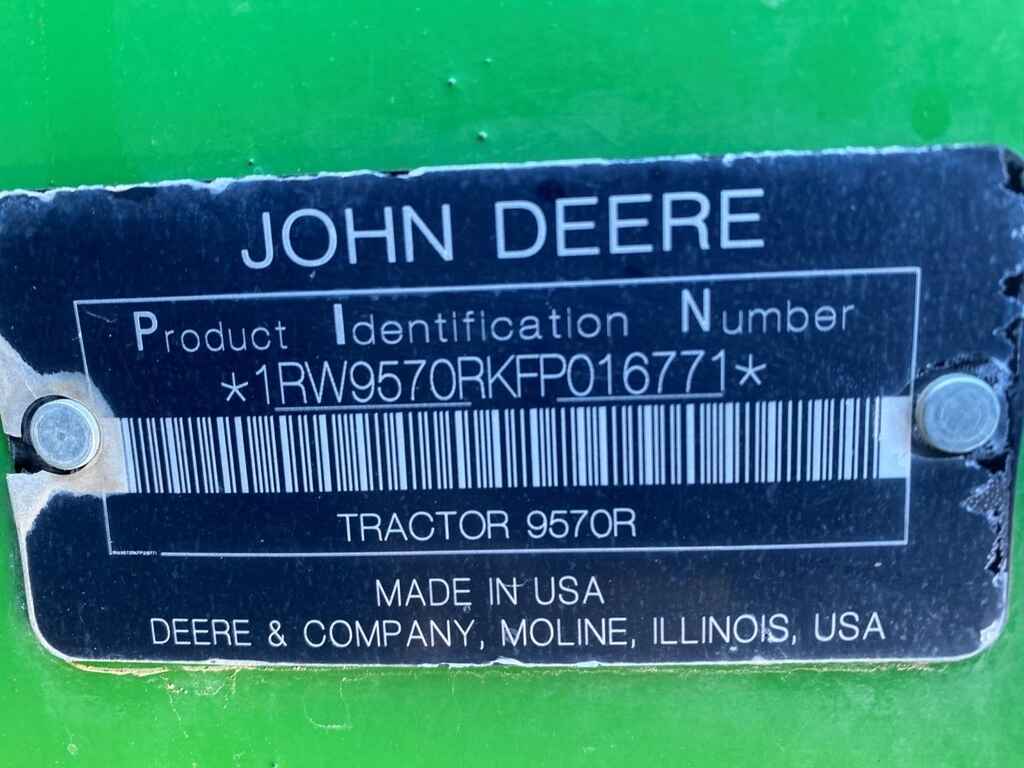 JOHN DEERE
Product Identification Number
*1RW9570RKFP016771*
TRACTOR 9570R
MADE IN USA
DEERE & COMPANY, MOLINE, ILLINOIS, USA